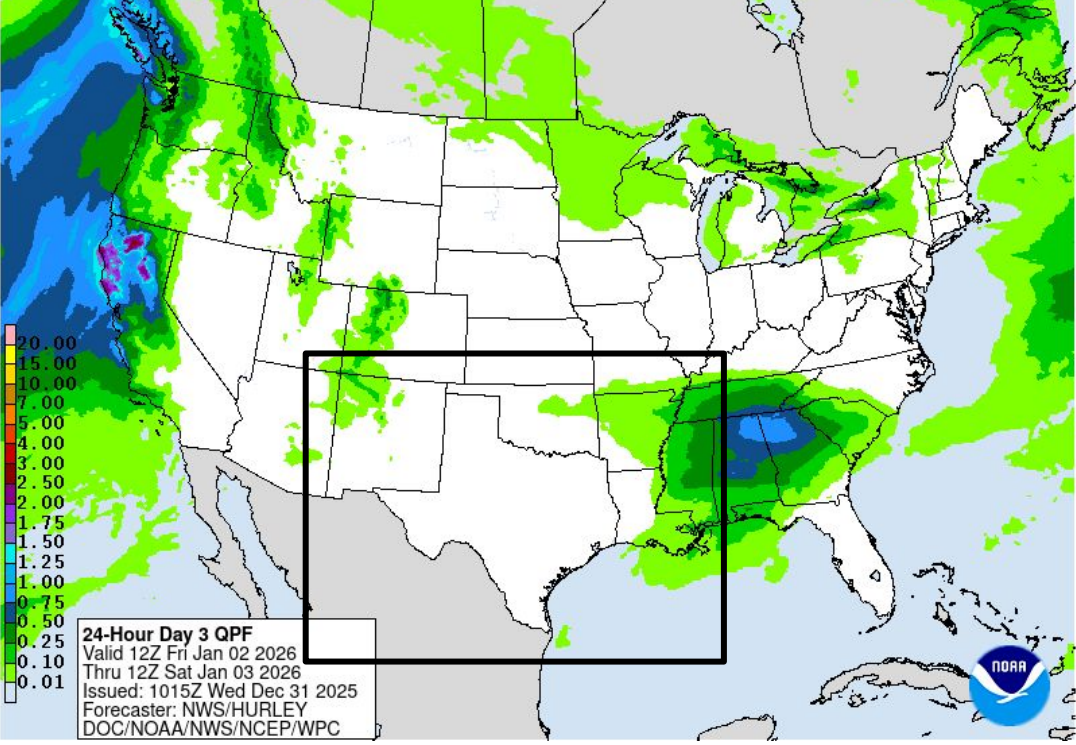 20.00
15.00
10.00
7.00
5.00
4.00
3.00
2.50
2.00
1.75
1.50
1.25
1.00
0.75
0.50
0.25
0.10
0.01
24-Hour Day 3 QPF
Valid 12Z Fri Jan 02 2026
Thru 12Z Sat Jan 03 2026
Issued: 1015Z Wed Dec 31 2025
Forecaster: NWS/HURLEY
DOC/NOAA/NWS/NCEP/WPC
NOAA